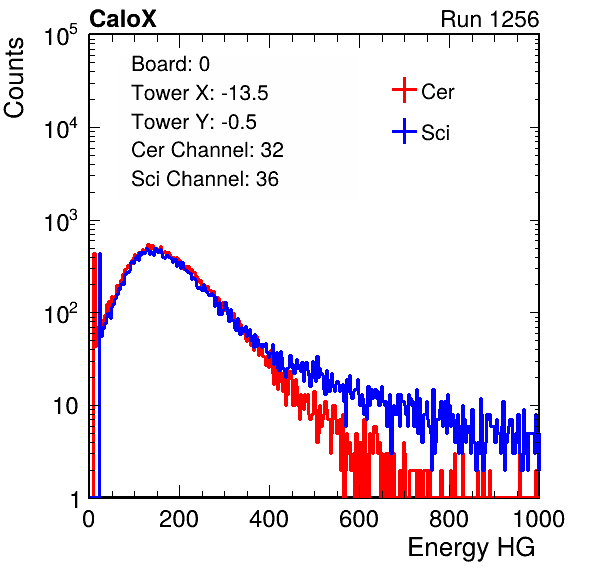 CaloX Run 1256
Counts
Board: 0
Tower X: -13.5
Tower Y: -0.5
Cer Channel: 32
Sci Channel: 36
Cer
Sci
10^5
10^4
10^3
10^2
10
1
0 200 400 600 800 1000
Energy HG